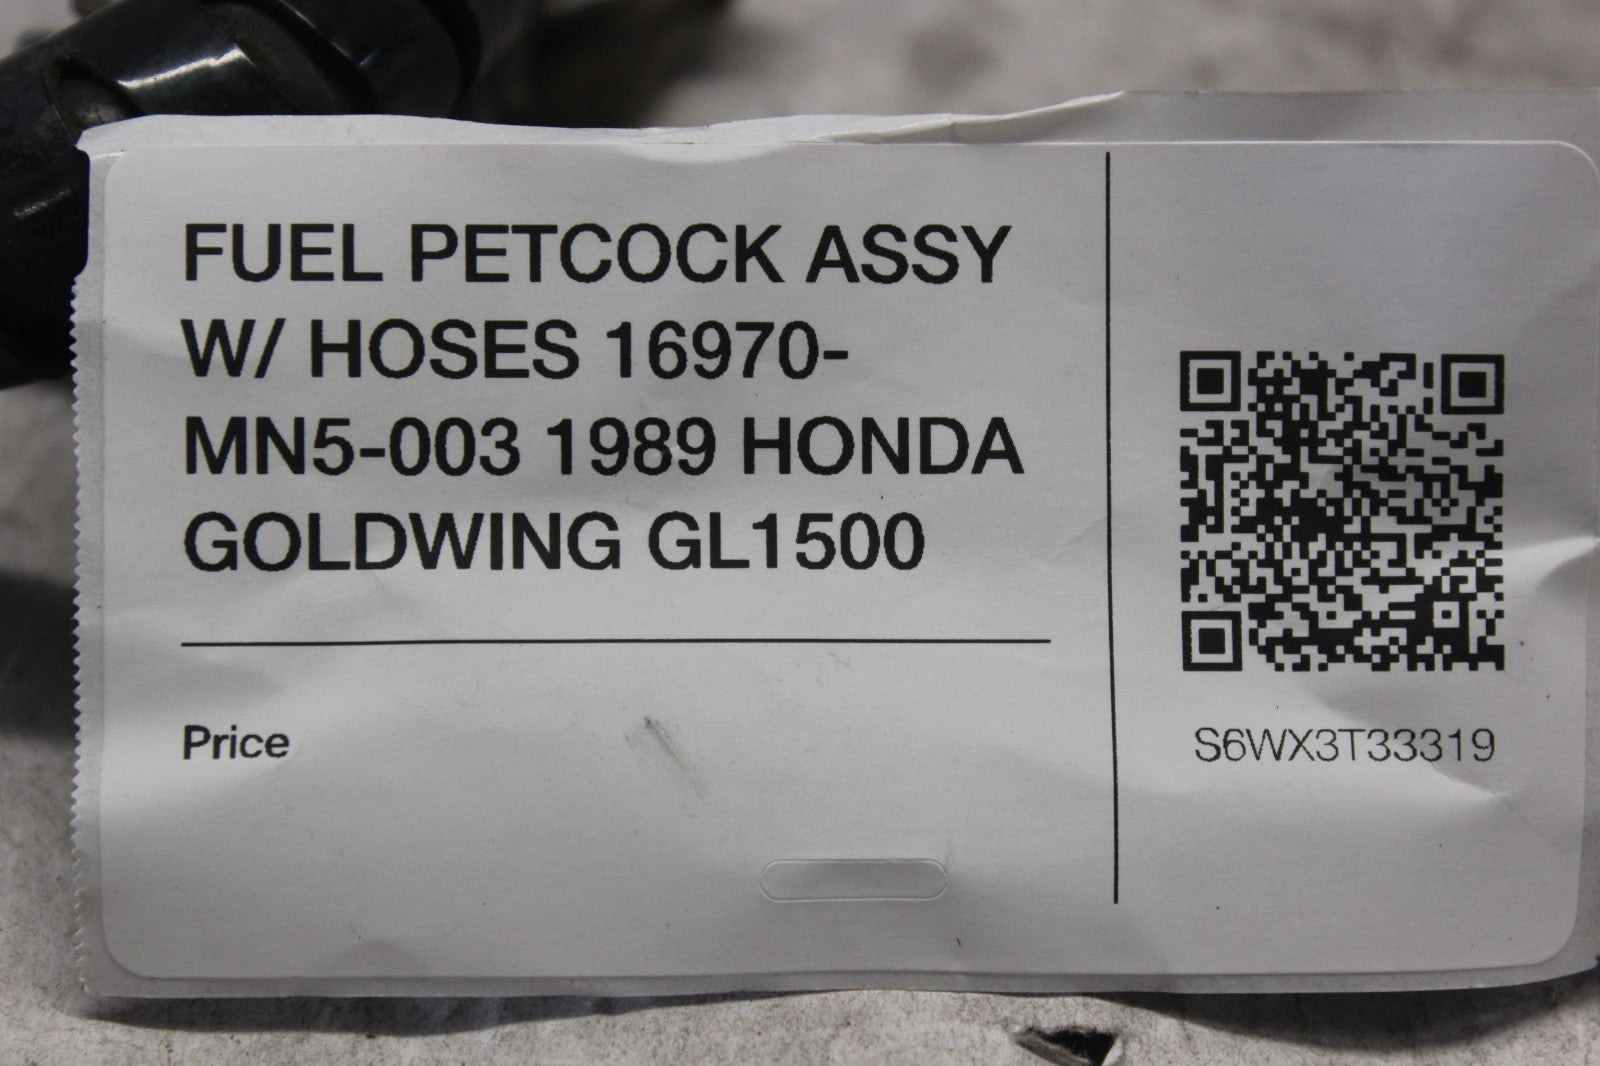 FUEL PETCOCK ASSY
W/ HOSES 16970-
MN5-003 1989 HONDA
GOLDWING GL1500
Price
S6WX3T33319